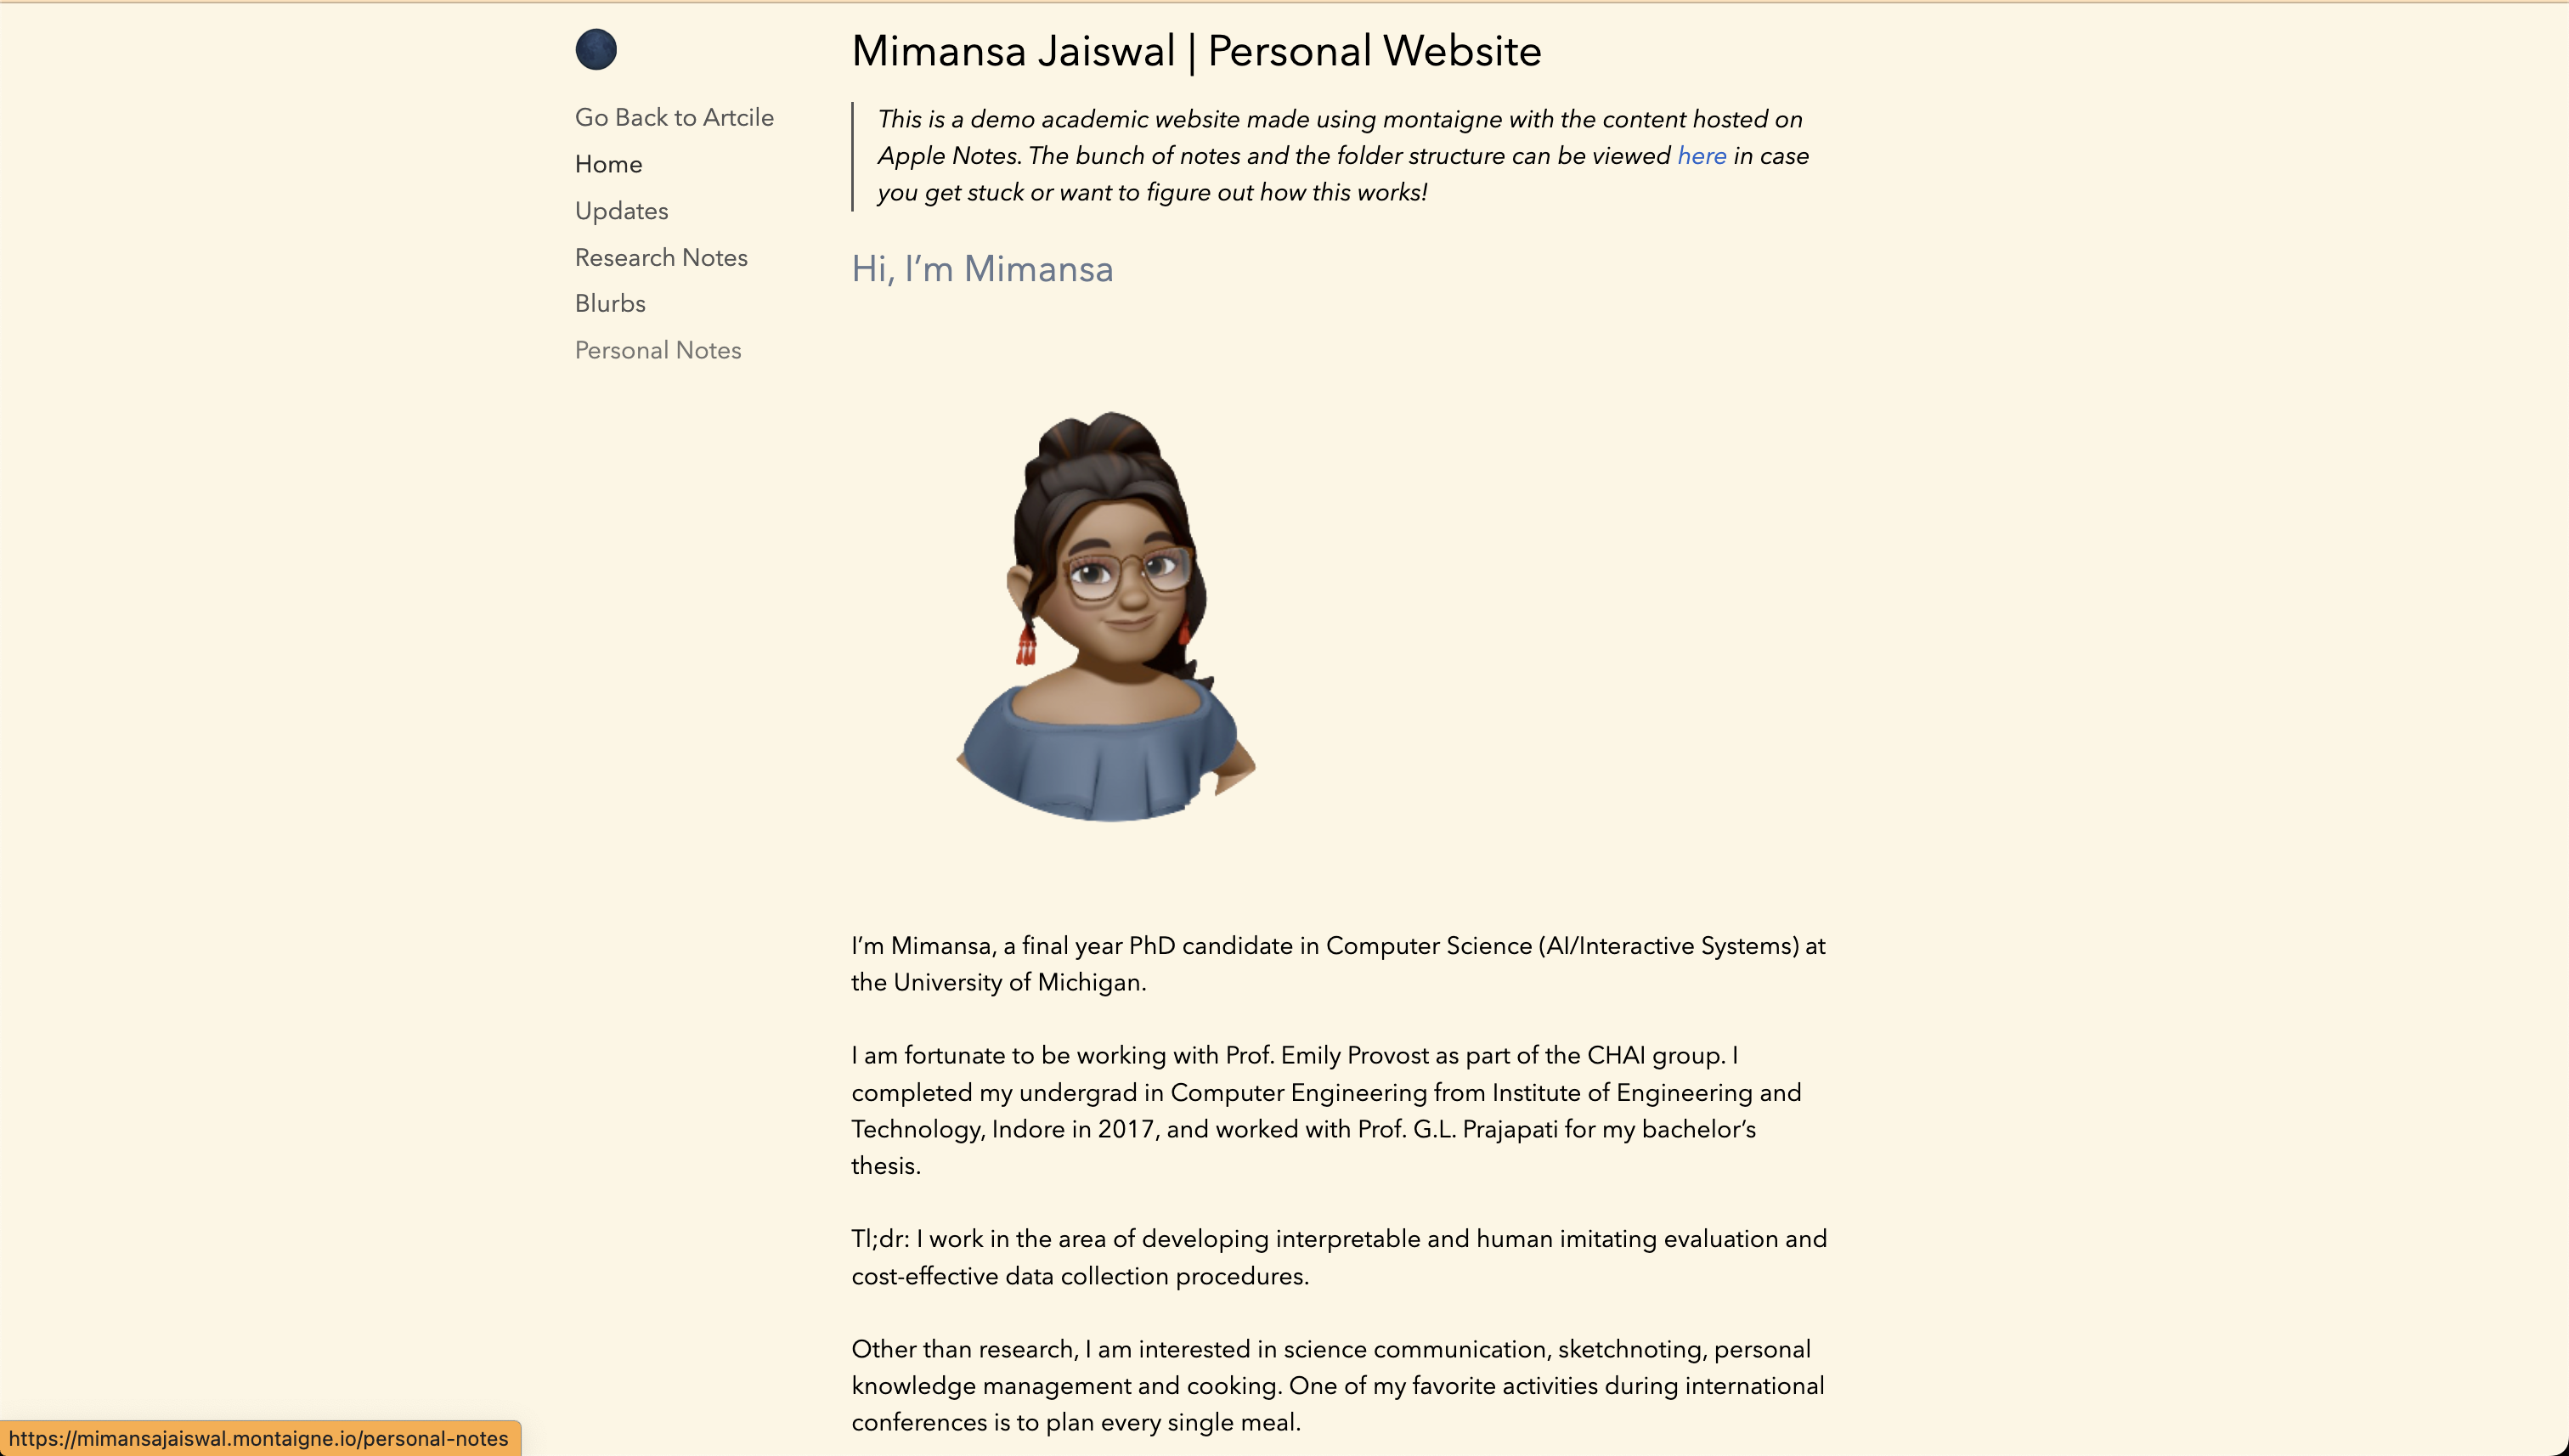 Mimansa Jaiswal | Personal Website
Go Back to Artcile
Home
Updates
Research Notes
Blurbs
Personal Notes
This is a demo academic website made using montaigne with the content hosted on
Apple Notes. The bunch of notes and the folder structure can be viewed here in case
you get stuck or want to figure out how this works!
Hi, I’m Mimansa
I’m Mimansa, a final year PhD candidate in Computer Science (AI/Interactive Systems) at
the University of Michigan.
I am fortunate to be working with Prof. Emily Provost as part of the CHAI group. I
completed my undergrad in Computer Engineering from Institute of Engineering and
Technology, Indore in 2017, and worked with Prof. G.L. Prajapati for my bachelor’s
thesis.
Tl;dr: I work in the area of developing interpretable and human imitating evaluation and
cost-effective data collection procedures.
Other than research, I am interested in science communication, sketchnoting, personal
knowledge management and cooking. One of my favorite activities during international
conferences is to plan every single meal.
https://mimansajaiswal.montaigne.io/personal-notes